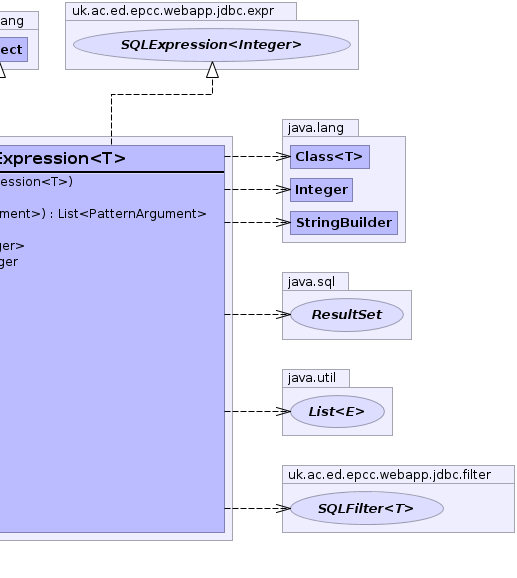 uk.ac.ed.epcc.webapp.jdbc.expr
ang
SQLExpression<Integer>
ect
java.lang
Expression<T>
Class<T>
ession<T>)
Integer
ment>) : List<PatternArgument>
StringBuilder
ger>
ger
java.sql
ResultSet
java.util
List<E>
uk.ac.ed.epcc.webapp.jdbc.filter
SQLFilter<T>